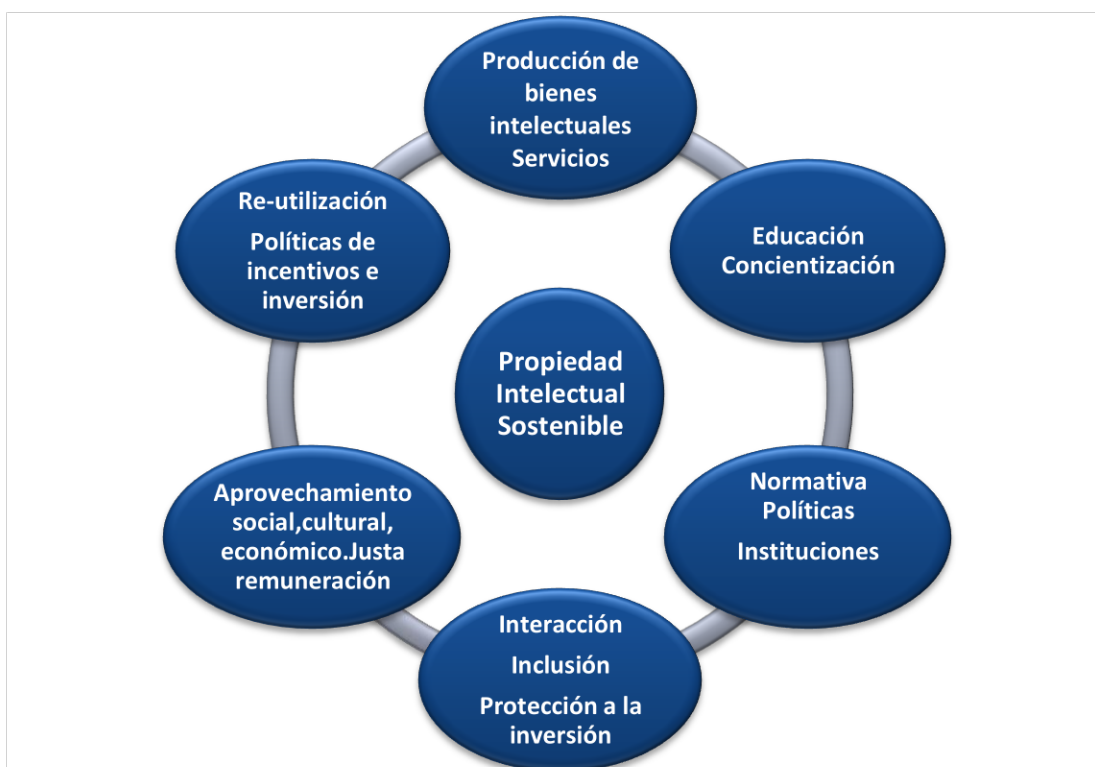 Producción de
bienes
intelectuales
Servicios
Re-utilización
Políticas de
incentivos e
inversión
Educación
Concientización
Propiedad
Intelectual
Sostenible
Aprovechamiento
social,cultural,
económico.Justa
remuneración
Normativa
Políticas
Instituciones
Interacción
Inclusión
Protección a la
inversión